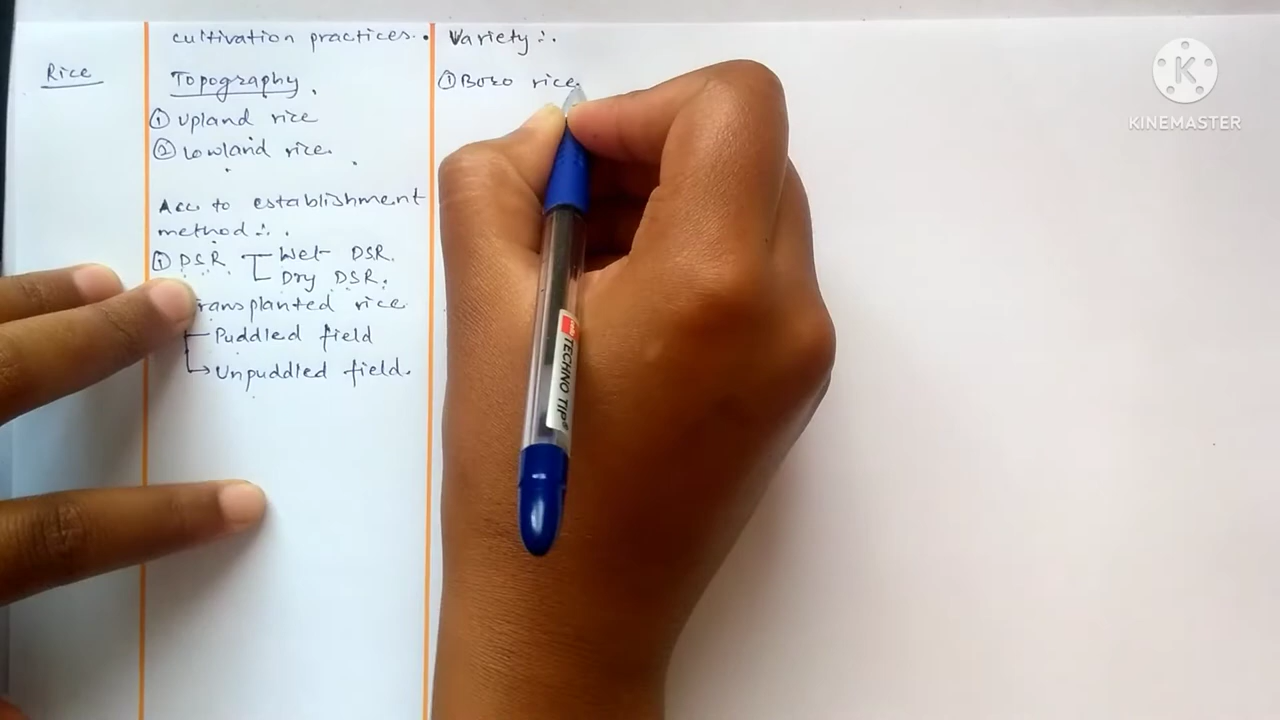 cultivation practices..
Rice
Topography.
① Upland rice
② Lowland rice.
Acc to establishment
method:-.
① DSR Wet DSR.
Dry DSR.
ransplanted rice
Puddled field
Unpuddled field.
Variety:-.
① Boro rice
TECHNO TIP
KINEMASTER